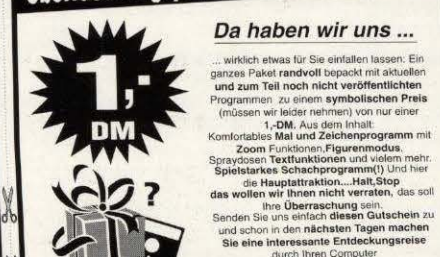 Da haben wir uns ...
... wirklich etwas für Sie einfallen lassen: Ein
ganzes Paket randvoll bepackt mit aktuellen
und zum Teil noch nicht veröffentlichten
Programmen zu einem symbolischen Preis
(müssen wir leider nehmen) von nur einer
1,-DM. Aus dem Inhalt:
Komfortables Mal und Zeichenprogramm mit
Zoom Funktionen,Figurenmodus,
Spraydosen Textfunktionen und vielem mehr.
Spielstarkes Schachprogramm(!) Und hier
die Hauptattraktion....Halt,Stop
das wollen wir Ihnen nicht verraten, das soll
Ihre Überraschung sein.
Senden Sie uns einfach diesen Gutschein zu
und schon in den nächsten Tagen machen
Sie eine interessante Entdeckungsreise
durch Ihren Computer
1,-
DM
?